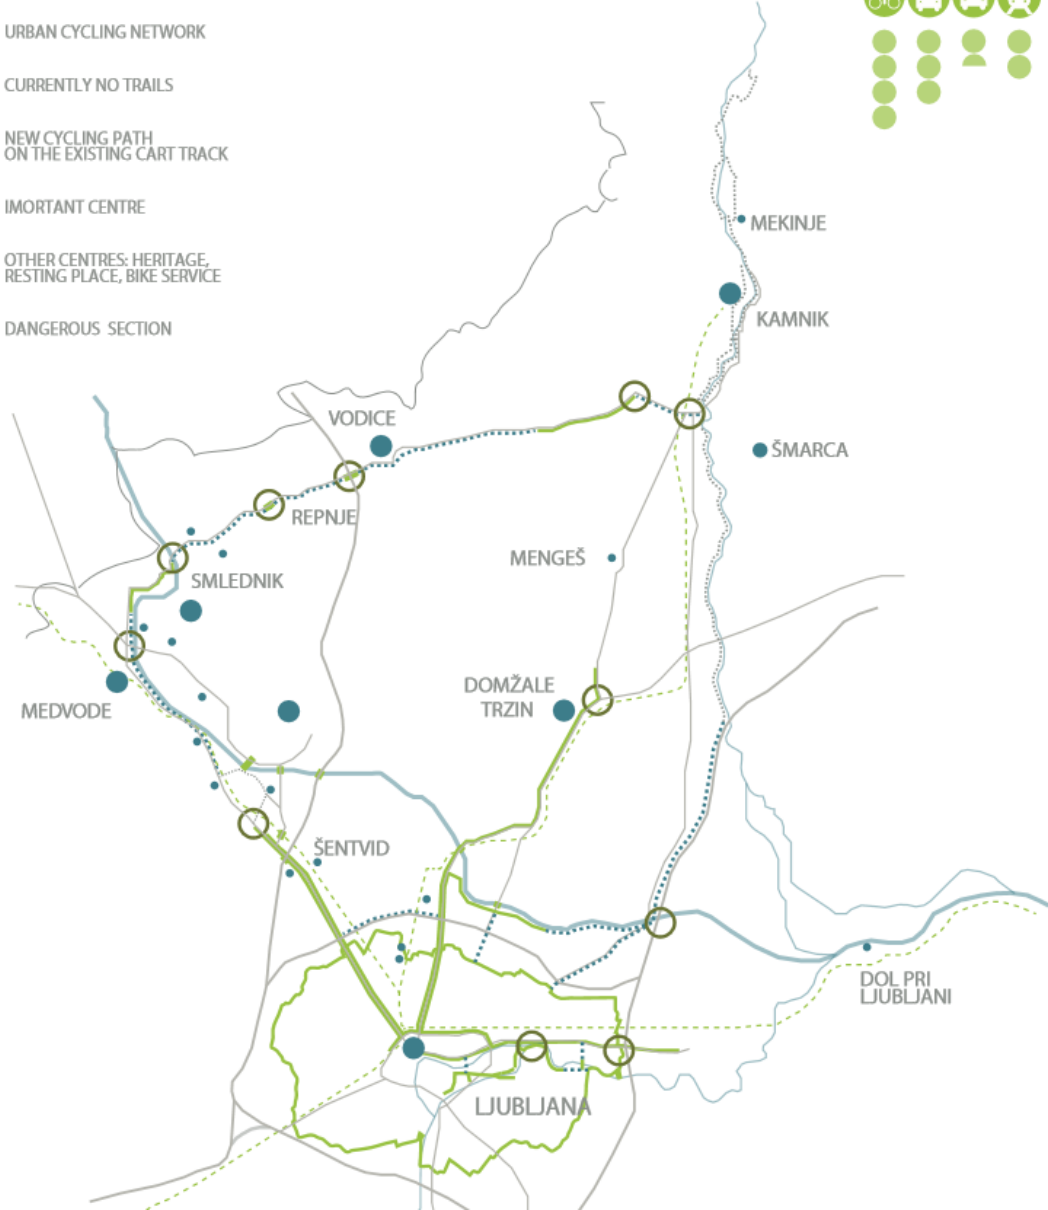 URBAN CYCLING NETWORK
CURRENTLY NO TRAILS
NEW CYCLING PATH
ON THE EXISTING CART TRACK
IMORTANT CENTRE
OTHER CENTRES: HERITAGE,
RESTING PLACE, BIKE SERVICE
DANGEROUS SECTION
MEKINJE
KAMNIK
VODICE
ŠMARCA
REPNJE
MENGEŠ
SMLEDNIK
DOMŽALE
TRZIN
MEDVODE
ŠENTVID
DOL PRI
LJUBLJANI
LJUBLJANA